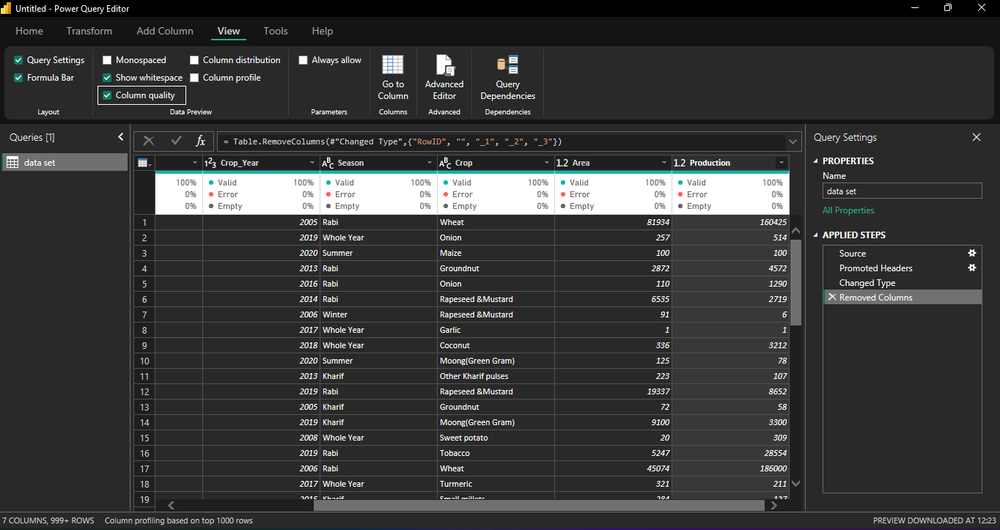 Untitled - Power Query Editor
Home Transform Add Column View Tools Help
Query Settings Monospaced Column distribution Always allow
Formula Bar Show whitespace Column profile
Column quality
Go to Column Advanced Editor Query Dependencies
Layout Data Preview Parameters Columns Advanced Dependencies
Queries [1]
data set
fx = Table.RemoveColumns(#"Changed Type",{"RowID", "", "_1", "_2", "_3"})
1²3 Crop_Year ABC Season ABC Crop 1.2 Area 1.2 Production
100% Valid 100% Valid 100% Valid 100% Valid 100% Valid 100%
0% Error 0% Error 0% Error 0% Error 0% Error 0%
0% Empty 0% Empty 0% Empty 0% Empty 0% Empty 0%
1 2005 Rabi Wheat 81934 160425
2 2019 Whole Year Onion 257 514
3 2020 Summer Maize 100 100
4 2013 Rabi Groundnut 2872 4572
5 2016 Rabi Onion 110 1290
6 2014 Rabi Rapeseed &Mustard 6535 2719
7 2006 Winter Rapeseed &Mustard 91 6
8 2017 Whole Year Garlic 1 1
9 2018 Whole Year Coconut 336 3212
10 2020 Summer Moong(Green Gram) 125 78
11 2013 Kharif Other Kharif pulses 223 107
12 2019 Rabi Rapeseed &Mustard 19337 8652
13 2005 Kharif Groundnut 72 58
14 2019 Kharif Moong(Green Gram) 9100 3300
15 2008 Whole Year Sweet potato 20 309
16 2019 Rabi Tobacco 5247 28554
17 2006 Rabi Wheat 45074 186000
18 2017 Whole Year Turmeric 321 211
19 Kharif Small millets
Query Settings
PROPERTIES
Name
data set
All Properties
APPLIED STEPS
Source
Promoted Headers
Changed Type
Removed Columns
7 COLUMNS, 999+ ROWS Column profiling based on top 1000 rows PREVIEW DOWNLOADED AT 12:23